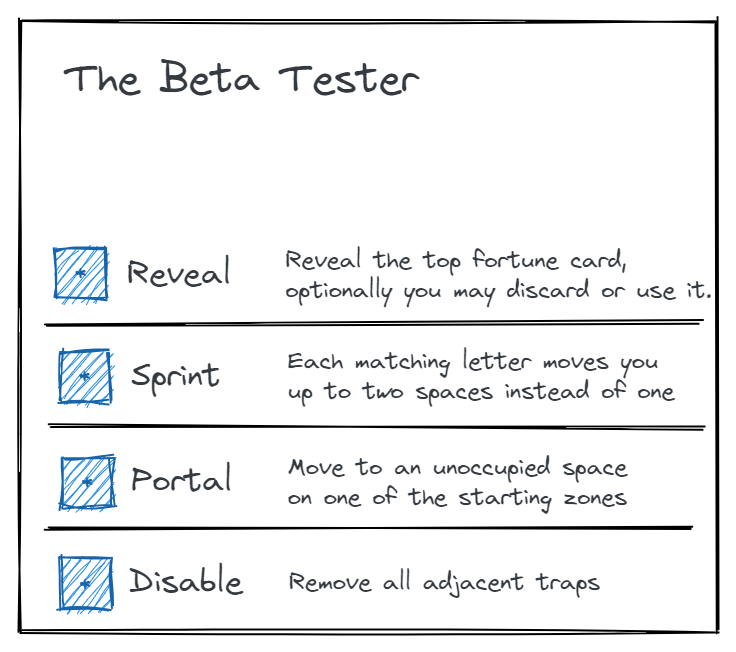 The Beta Tester
* Reveal Reveal the top fortune card,
optionally you may discard or use it.
* Sprint Each matching letter moves you
up to two spaces instead of one
* Portal Move to an unoccupied space
on one of the starting zones
* Disable Remove all adjacent traps